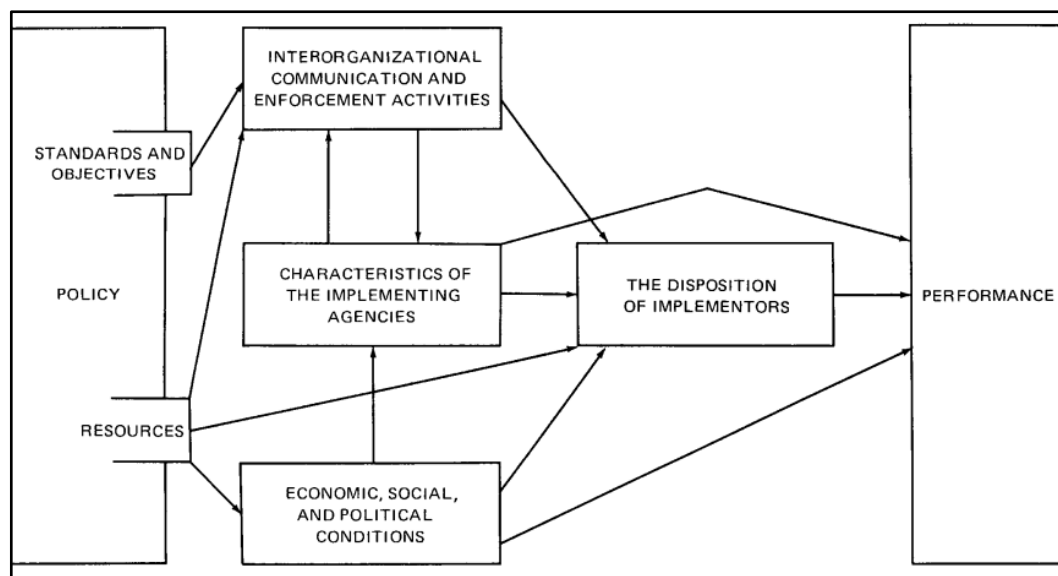 INTERORGANIZATIONAL
COMMUNICATION AND
ENFORCEMENT ACTIVITIES
STANDARDS AND
OBJECTIVES
POLICY
CHARACTERISTICS OF
THE IMPLEMENTING
AGENCIES
THE DISPOSITION
OF IMPLEMENTORS
PERFORMANCE
RESOURCES
ECONOMIC, SOCIAL,
AND POLITICAL
CONDITIONS